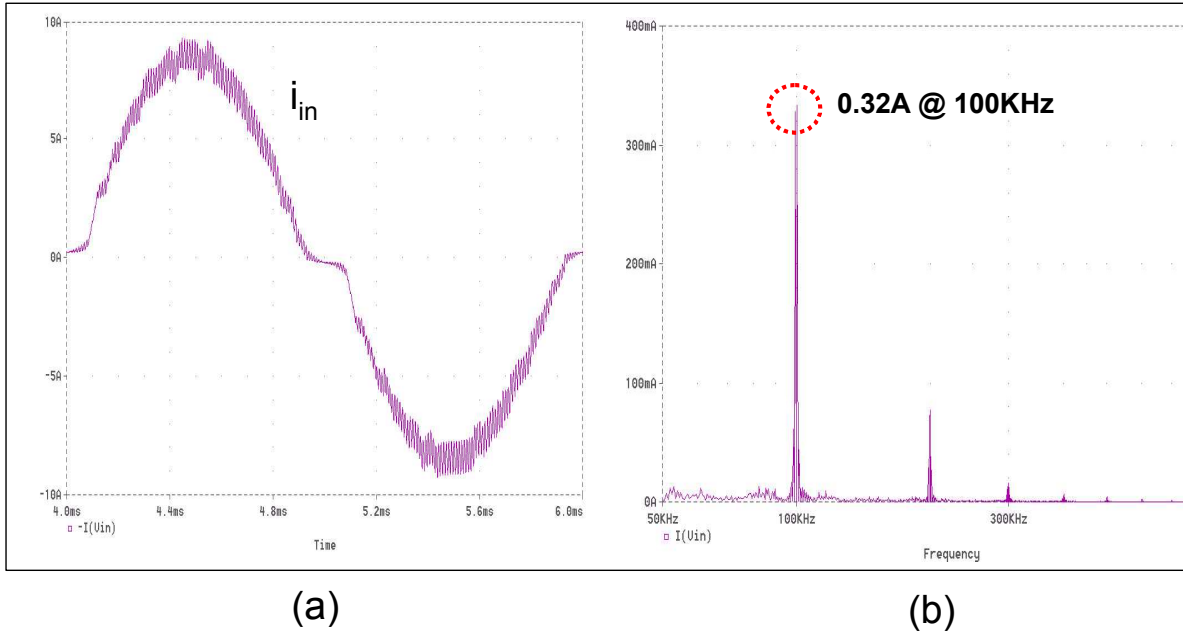 10A
5A
0A
-5A
-10A
4.0ms 4.4ms 4.8ms 5.2ms 5.6ms 6.0ms
-I(Vin)
Time
iin
400mA
300mA
200mA
100mA
0A
50KHz 100KHz 300KHz
I(Vin)
Frequency
0.32A @ 100KHz
(a)
(b)